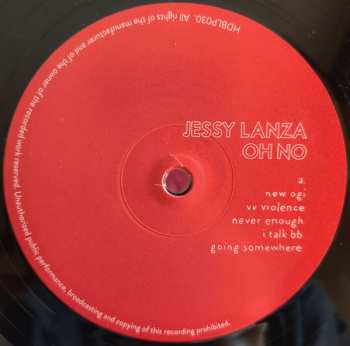 JESSY LANZA
OH NO
a
new ogi
vv violence
never enough
i talk bb
going somewhere
HDBLP030. All rights of the manufacturer and of the owner of the recorded work reserved. Unauthorised public performance, broadcasting and copying of this recording prohibited.